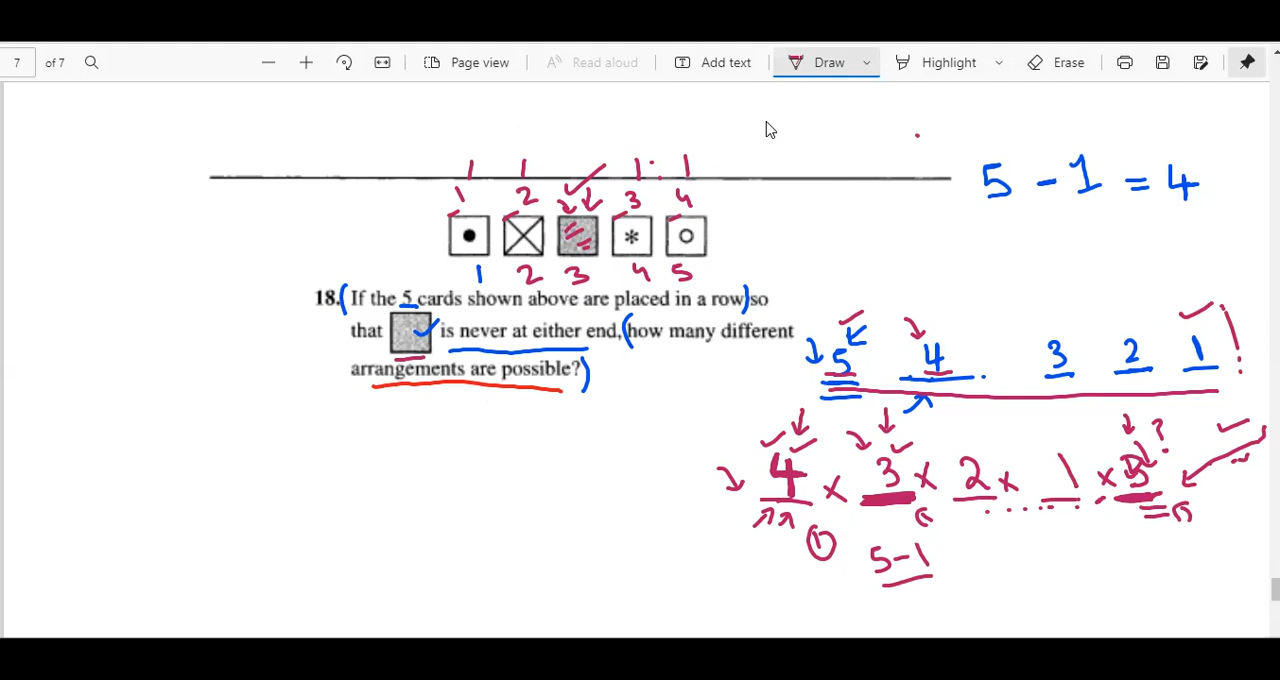 7 of 7 Page view Read aloud Add text Draw Highlight Erase
5 - 1 = 4
1 1 1 1
1 2 3 4
*
1 2 3 4 5
18. If the 5 cards shown above are placed in a row so
that is never at either end, how many different
arrangements are possible?
5 4 3 2 1 !
4 × 3 × 2 × 1 × 3 ?
1
5-1